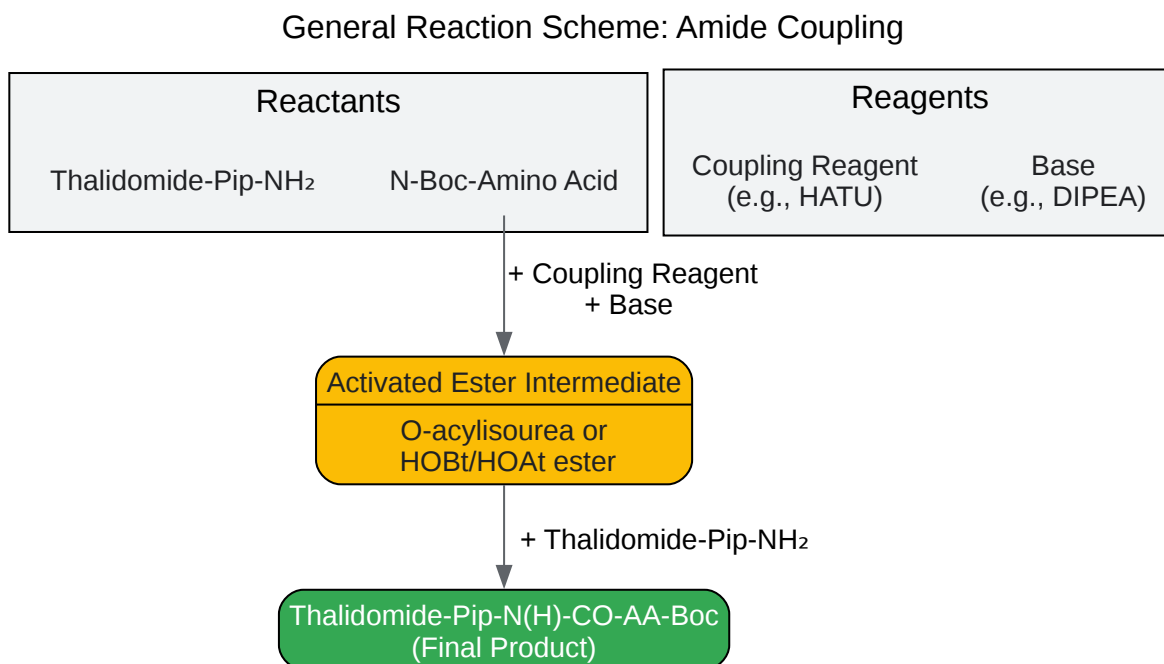 General Reaction Scheme: Amide Coupling
Reactants
Thalidomide-Pip-NH₂
N-Boc-Amino Acid
Reagents
Coupling Reagent
(e.g., HATU)
Base
(e.g., DIPEA)
+ Coupling Reagent
+ Base
Activated Ester Intermediate
O-acylisourea or
HOBt/HOAt ester
+ Thalidomide-Pip-NH₂
Thalidomide-Pip-N(H)-CO-AA-Boc
(Final Product)